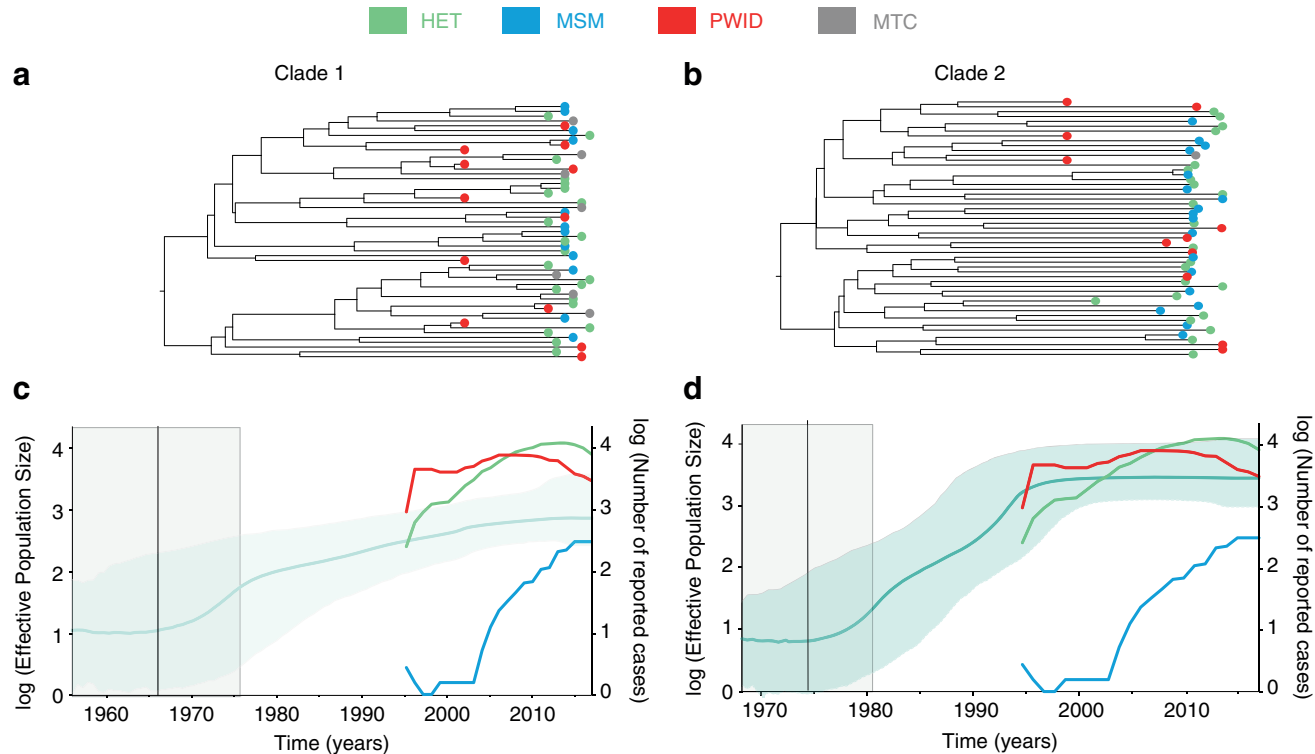 HET MSM PWID MTC
a Clade 1
b Clade 2
c
log (Effective Population Size)
4
3
2
1
0
log (Number of reported cases)
4
3
2
1
0
1960 1970 1980 1990 2000 2010
Time (years)
d
log (Effective Population Size)
4
3
2
1
0
log (Number of reported cases)
4
3
2
1
0
1970 1980 1990 2000 2010
Time (years)